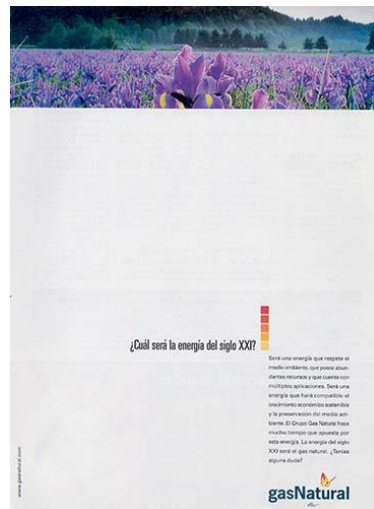 ¿Cuál será la energía del siglo XXI?
Será una energía que respete el
medio ambiente, que posea abun-
dantes recursos y que cuente con
múltiples aplicaciones. Será una
energía que hará compatible el
crecimiento económico sostenible
y la preservación del medio am-
biente. El Grupo Gas Natural hace
mucho tiempo que apuesta por
esta energía. La energía del siglo
XXI será el gas natural. ¿Tenías
alguna duda?
www.gasnatural.com
gasNatural